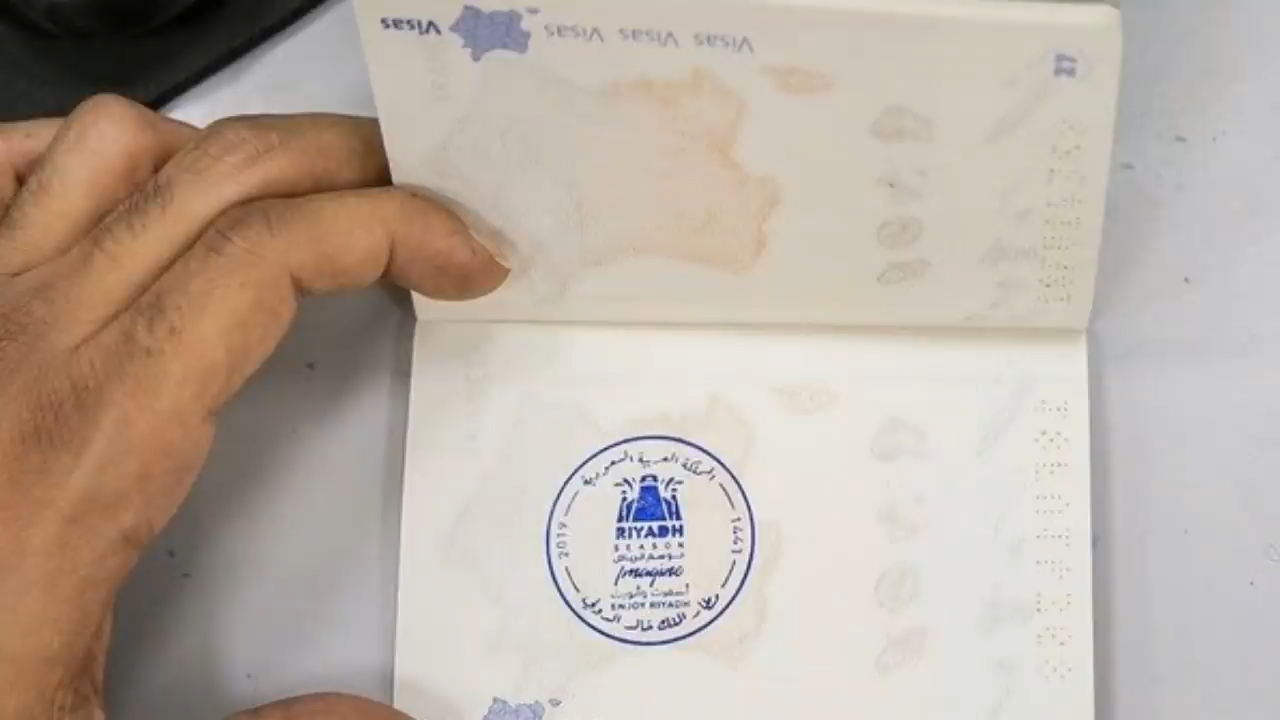 Visas Visas Visas Visas
المملكة العربية السعودية
2019
1441
RIYADH
SEASON
موسم الرياض
Imagine
ENJOY RIYADH
مطار الملك خالد الدولي